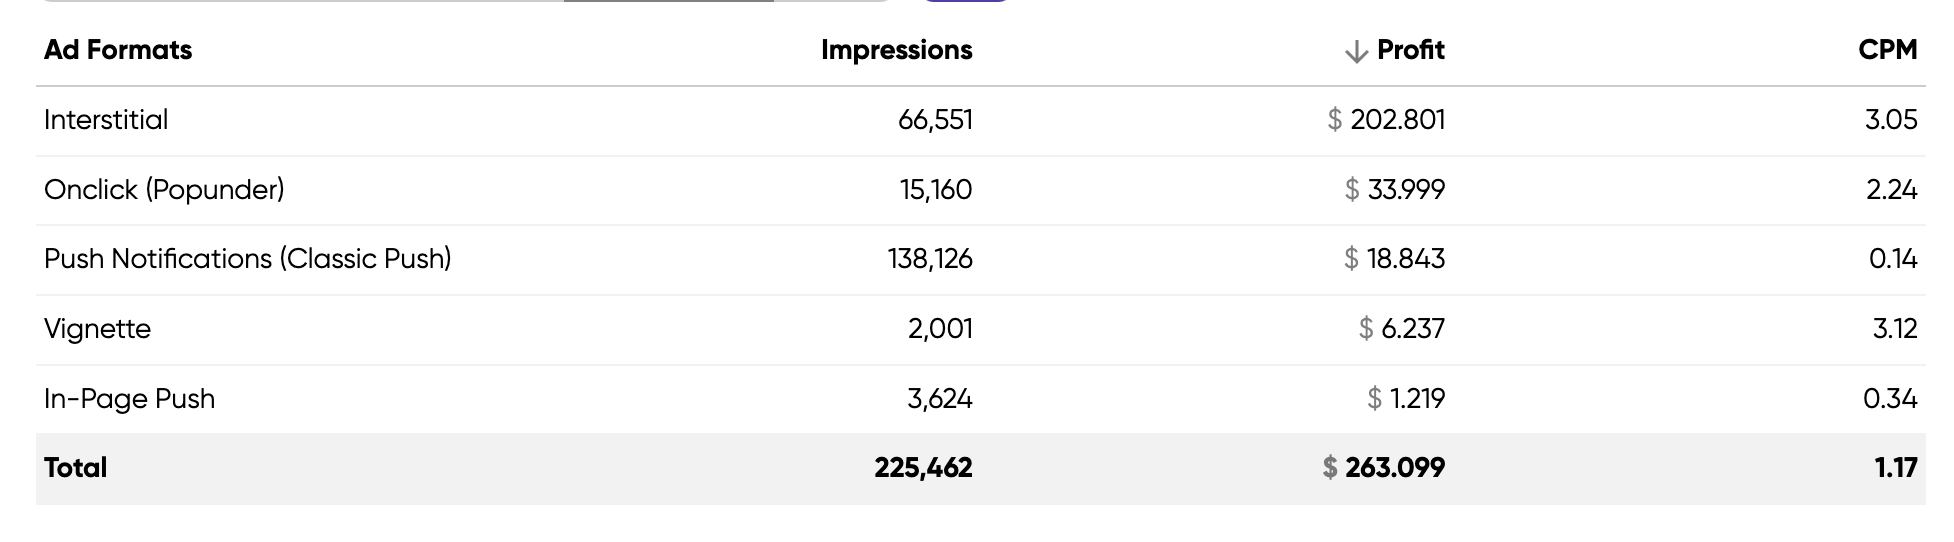 Ad Formats Impressions ↓ Profit CPM
Interstitial 66,551 $ 202.801 3.05
Onclick (Popunder) 15,160 $ 33.999 2.24
Push Notifications (Classic Push) 138,126 $ 18.843 0.14
Vignette 2,001 $ 6.237 3.12
In-Page Push 3,624 $ 1.219 0.34
Total 225,462 $ 263.099 1.17